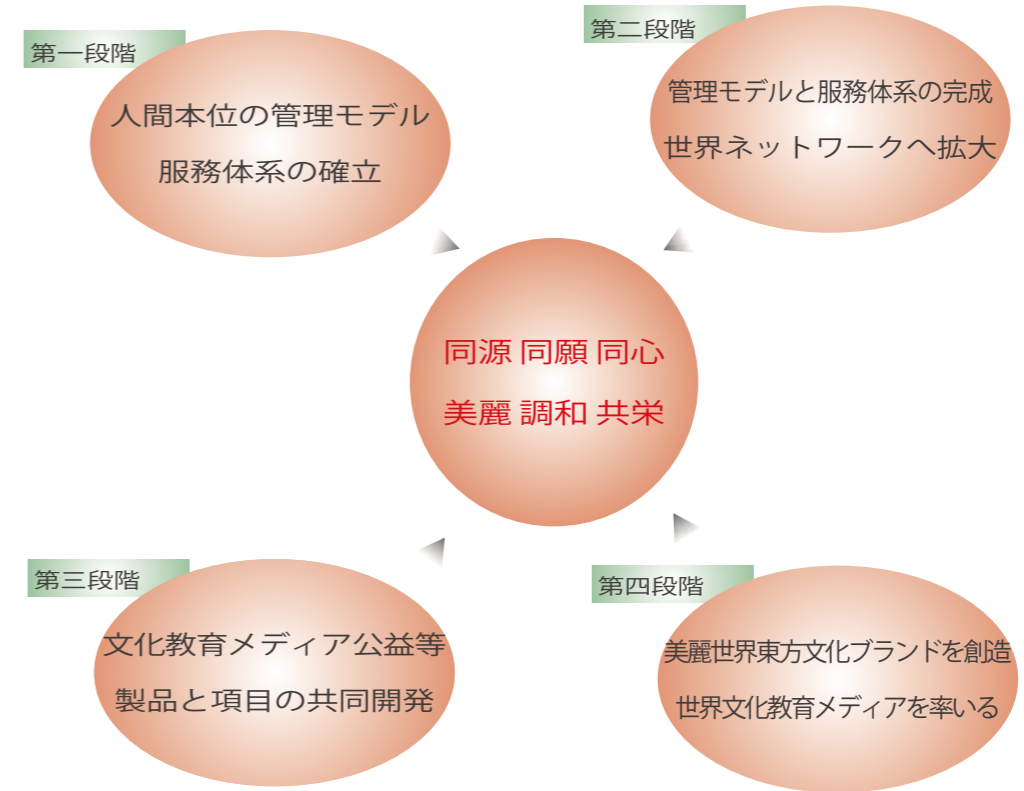 第一段階
人間本位の管理モデル
服務体系の確立
第二段階
管理モデルと服務体系の完成
世界ネットワークへ拡大
同源 同願 同心
美麗 調和 共栄
第三段階
文化教育メディア公益等
製品と項目の共同開発
第四段階
美麗世界東方文化ブランドを創造
世界文化教育メディアを率いる